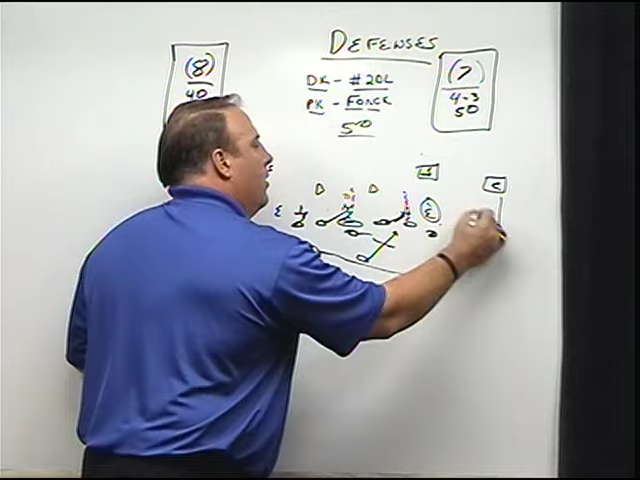 DEFENSES
(8)
40
DK - #20L
PK - FORCE
50
(7)
4-3
50
D D
E
E
C